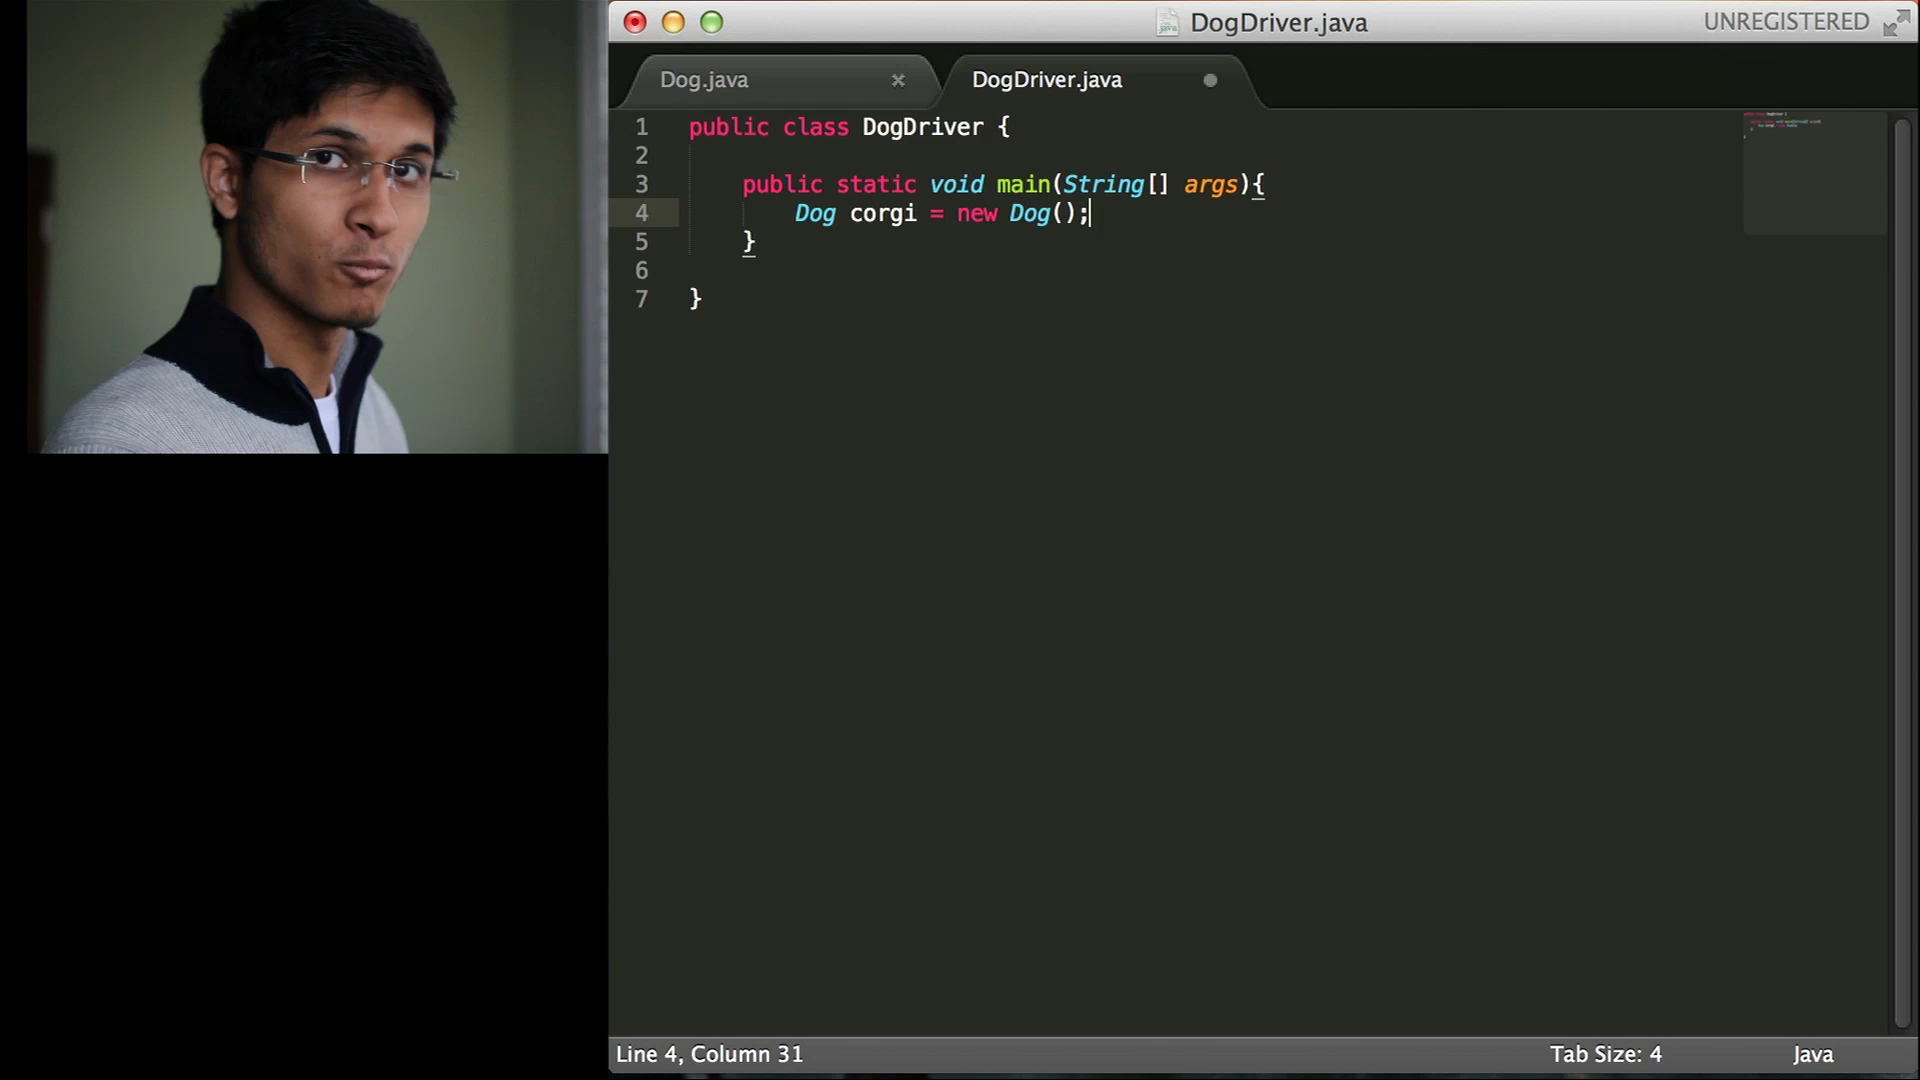 DogDriver.java
UNREGISTERED
Dog.java
DogDriver.java
1 public class DogDriver {
2
3 public static void main(String[] args){
4 Dog corgi = new Dog();
5 }
6
7 }
Line 4, Column 31
Tab Size: 4
Java